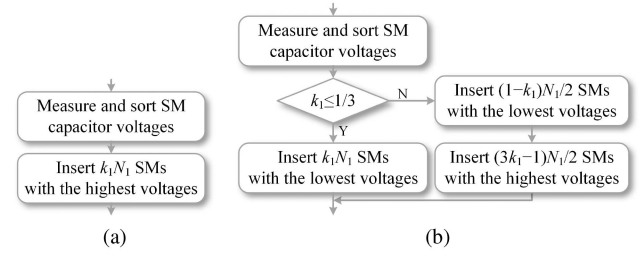 Measure and sort SM
capacitor voltages
Insert k₁N₁ SMs
with the highest voltages
(a)
Measure and sort SM
capacitor voltages
k₁≤1/3
N
Y
Insert (1−k₁)N₁/2 SMs
with the lowest voltages
Insert k₁N₁ SMs
with the lowest voltages
Insert (3k₁−1)N₁/2 SMs
with the highest voltages
(b)